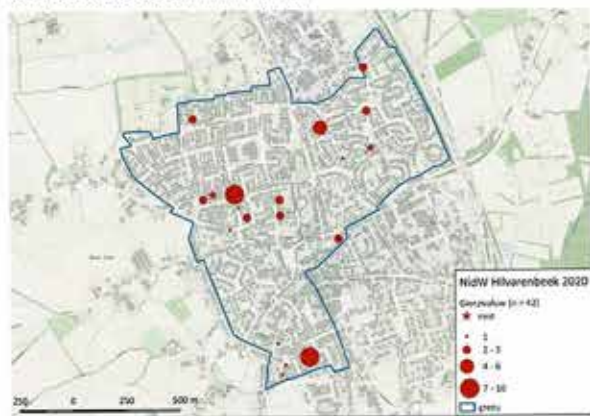 NidW Hilvarenbeek 2020
Gierzwaluw (n = 42)
nest
1
2 - 3
4 - 6
7 - 10
grens
250 0 250 500 m